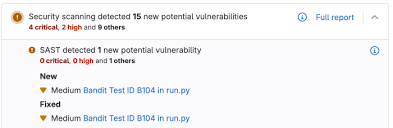 Security scanning detected 15 new potential vulnerabilities
Full report
4 critical, 2 high and 9 others
SAST detected 1 new potential vulnerability
0 critical, 0 high and 1 others
New
Medium Bandit Test ID B104 in run.py
Fixed
Medium Bandit Test ID B104 in run.py